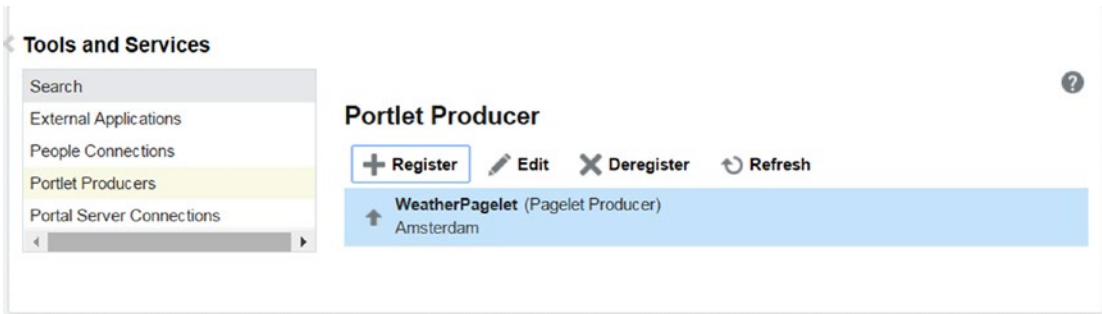 Tools and Services
Search
External Applications
People Connections
Portlet Producers
Portal Server Connections
?
Portlet Producer
Register Edit Deregister Refresh
WeatherPagelet (Pagelet Producer)
Amsterdam